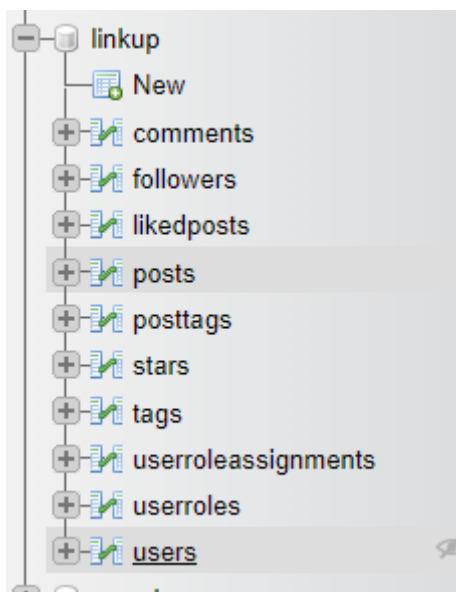 linkup
New
comments
followers
likedposts
posts
posttags
stars
tags
userroleassignments
userroles
users